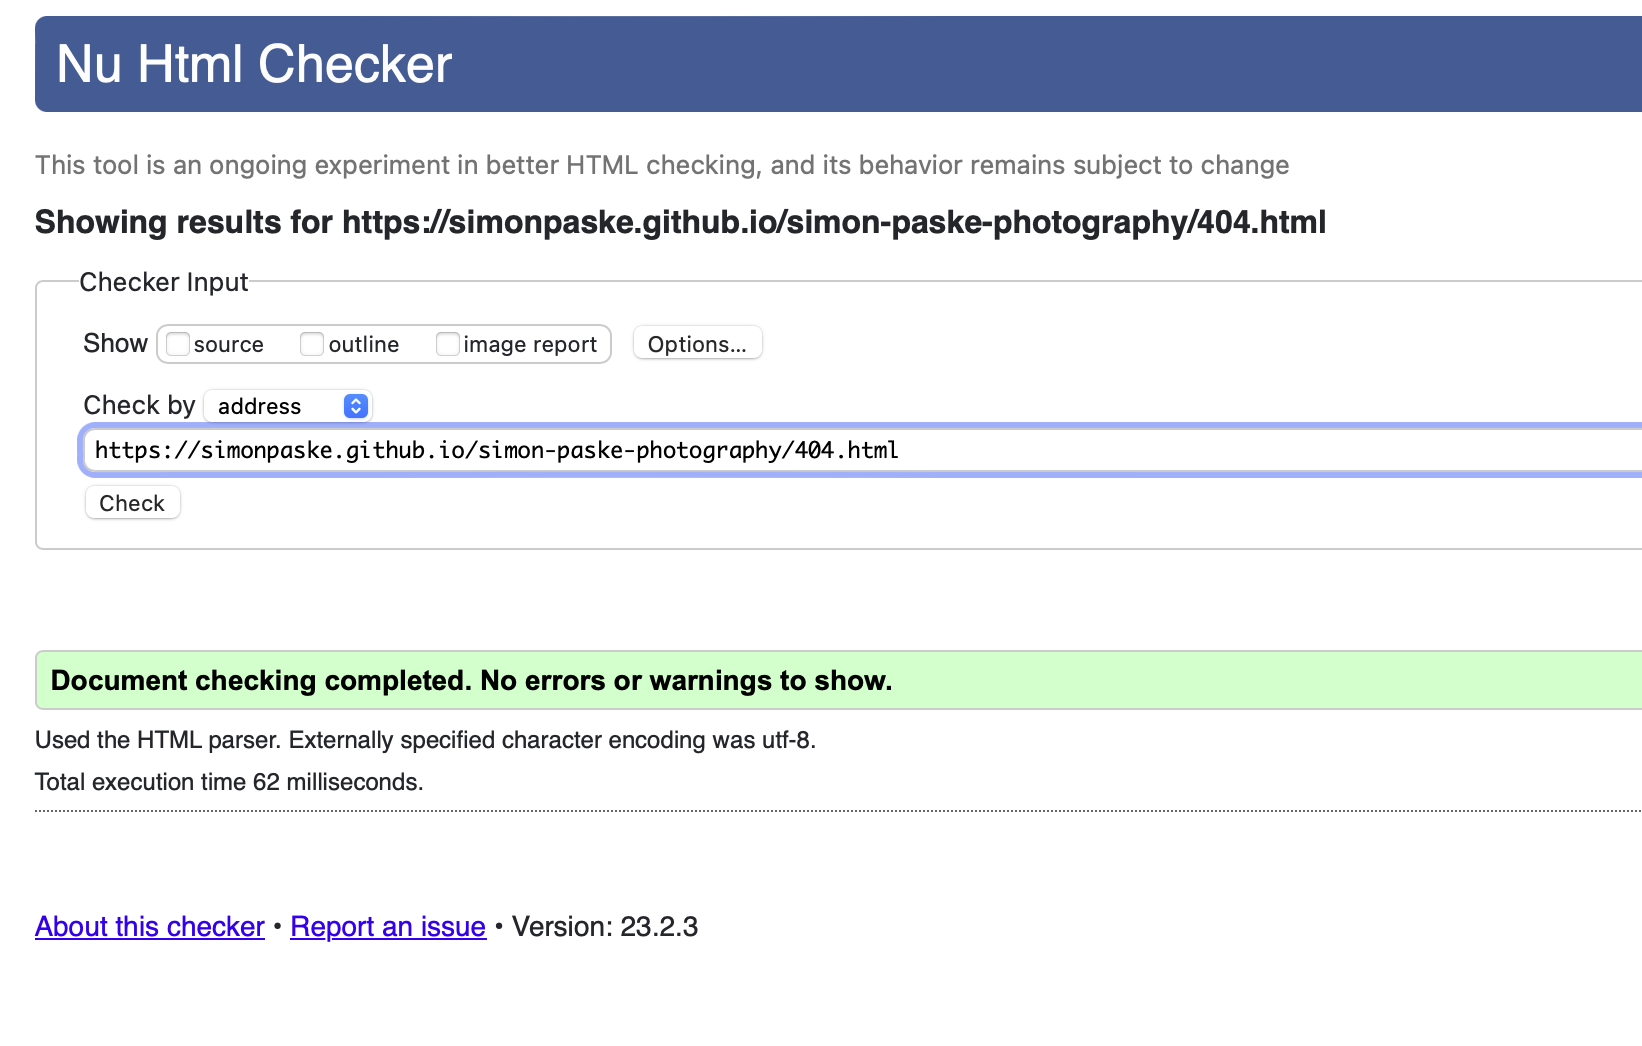 Nu Html Checker
This tool is an ongoing experiment in better HTML checking, and its behavior remains subject to change
Showing results for https://simonpaske.github.io/simon-paske-photography/404.html
Checker Input
Show source outline image report Options...
Check by address
https://simonpaske.github.io/simon-paske-photography/404.html
Check
Document checking completed. No errors or warnings to show.
Used the HTML parser. Externally specified character encoding was utf-8.
Total execution time 62 milliseconds.
About this checker • Report an issue • Version: 23.2.3